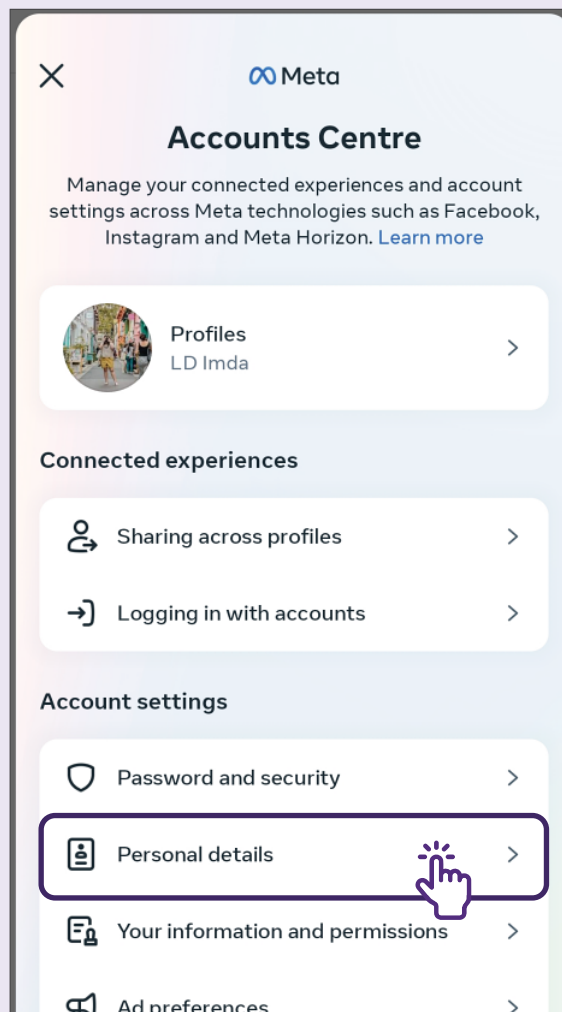 Meta
Accounts Centre
Manage your connected experiences and account
settings across Meta technologies such as Facebook,
Instagram and Meta Horizon. Learn more
Profiles
LD Imda
Connected experiences
Sharing across profiles
Logging in with accounts
Account settings
Password and security
Personal details
Your information and permissions
Ad preferences